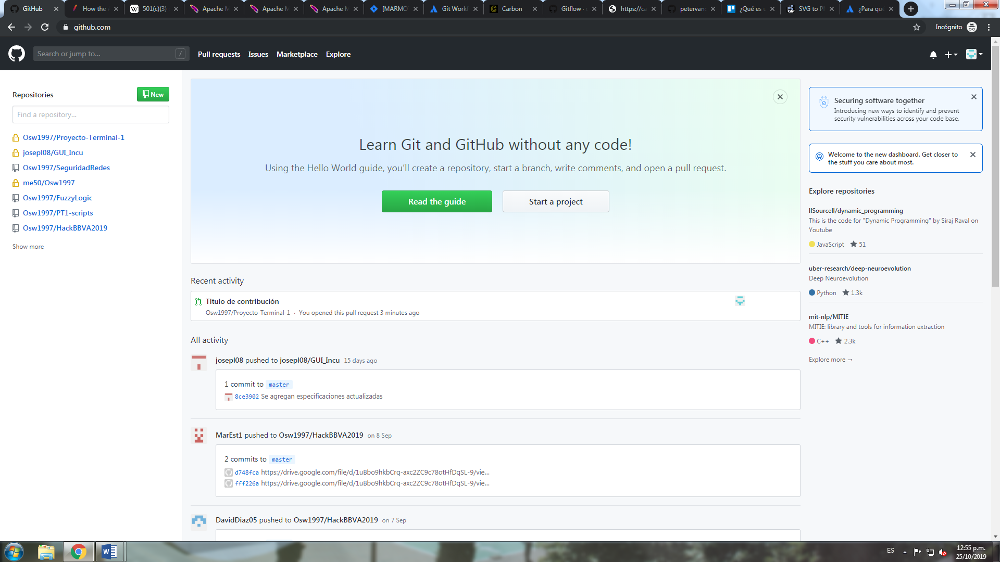 GitHub
How the
501(c)(3)
Apache M
Apache M
Apache M
[MARMO
Git Workf
Carbon
Gitflow ·
https://ca
petervan
¿Qué es
SVG to P
¿Para qué
github.com
Incógnito
Search or jump to...
/
Pull requests
Issues
Marketplace
Explore
Repositories
New
Find a repository...
Osw1997/Proyecto-Terminal-1
josepl08/GUI_Incu
Osw1997/SeguridadRedes
me50/Osw1997
Osw1997/FuzzyLogic
Osw1997/PT1-scripts
Osw1997/HackBBVA2019
Show more
Learn Git and GitHub without any code!
Using the Hello World guide, you’ll create a repository, start a branch, write comments, and open a pull request.
Read the guide
Start a project
Recent activity
Titulo de contribución
Osw1997/Proyecto-Terminal-1 · You opened this pull request 3 minutes ago
All activity
josepl08 pushed to josepl08/GUI_Incu 15 days ago
1 commit to master
8ce3902 Se agregan especificaciones actualizadas
MarEst1 pushed to Osw1997/HackBBVA2019 on 8 Sep
2 commits to master
d748fca https://drive.google.com/file/d/1uBbo9hkbCrq-axc2ZC9c78otHfDqSL-9/vie...
fff226a https://drive.google.com/file/d/1uBbo9hkbCrq-axc2ZC9c78otHfDqSL-9/vie...
DavidDiaz05 pushed to Osw1997/HackBBVA2019 on 7 Sep
Securing software together
Introducing new ways to identify and prevent
security vulnerabilities across your code base.
Welcome to the new dashboard. Get closer to
the stuff you care about most.
Explore repositories
llSourcell/dynamic_programming
This is the code for "Dynamic Programming" by Siraj Raval on
Youtube
JavaScript 51
uber-research/deep-neuroevolution
Deep Neuroevolution
Python 1.3k
mit-nlp/MITIE
MITIE: library and tools for information extraction
C++ 2.3k
Explore more →
ES
12:55 p.m.
25/10/2019